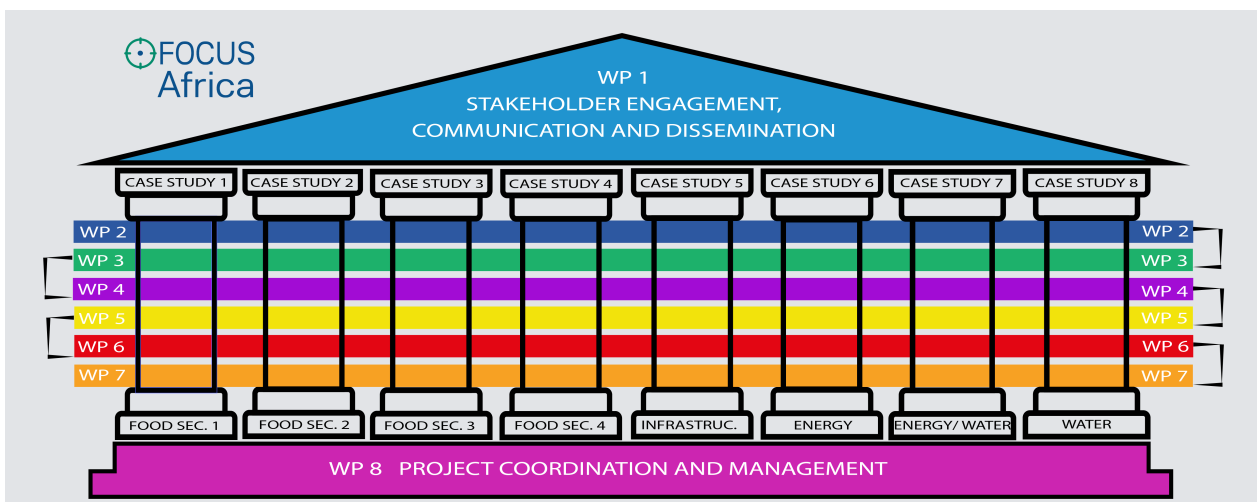 FOCUS
Africa
WP 1
STAKEHOLDER ENGAGEMENT,
COMMUNICATION AND DISSEMINATION
CASE STUDY 1 CASE STUDY 2 CASE STUDY 3 CASE STUDY 4 CASE STUDY 5 CASE STUDY 6 CASE STUDY 7 CASE STUDY 8
WP 2 WP 2
WP 3 WP 3
WP 4 WP 4
WP 5 WP 5
WP 6 WP 6
WP 7 WP 7
FOOD SEC. 1 FOOD SEC. 2 FOOD SEC. 3 FOOD SEC. 4 INFRASTRUC. ENERGY ENERGY/ WATER WATER
WP 8 PROJECT COORDINATION AND MANAGEMENT